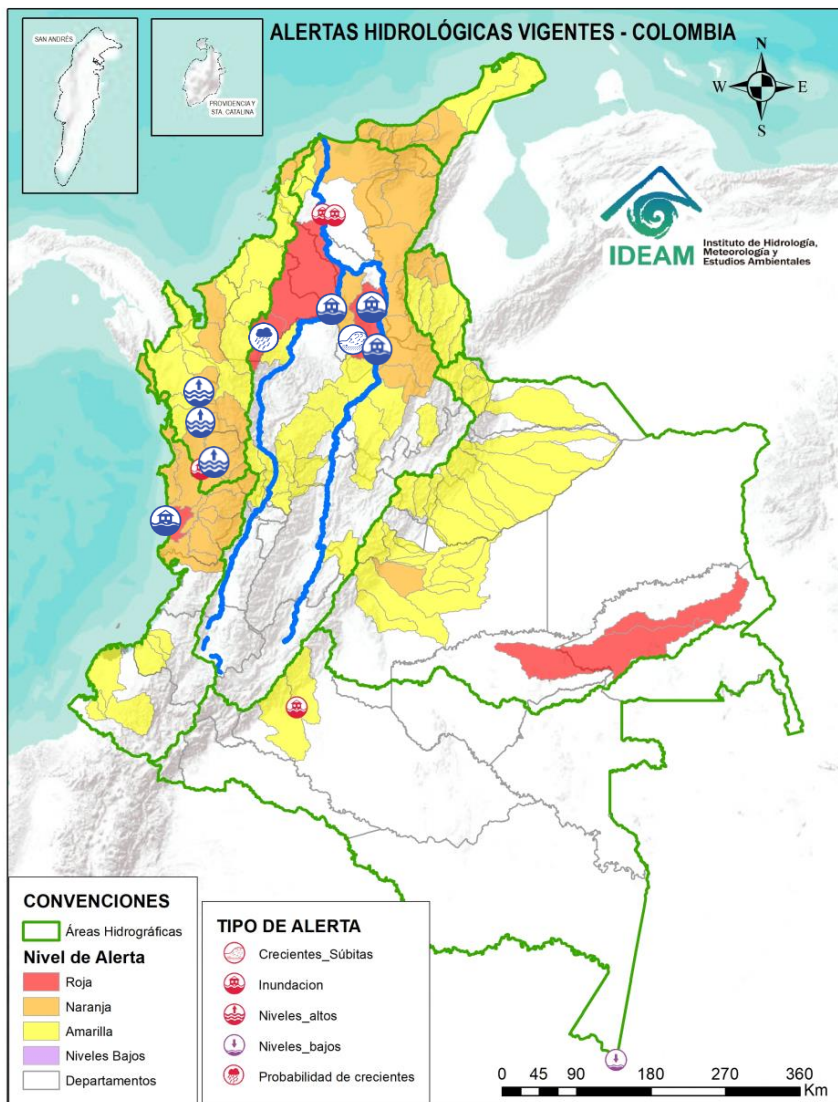 ALERTAS HIDROLÓGICAS VIGENTES - COLOMBIA
SAN ANDRÉS
PROVIDENCIA Y
STA. CATALINA
N
W
E
S
IDEAM
Instituto de Hidrología,
Meteorología y
Estudios Ambientales
CONVENCIONES
Áreas Hidrográficas
Nivel de Alerta
Roja
Naranja
Amarilla
Niveles Bajos
Departamentos
TIPO DE ALERTA
Crecientes_Súbitas
Inundacion
Niveles_altos
Niveles_bajos
Probabilidad de crecientes
0 45 90 180 270 360
Km